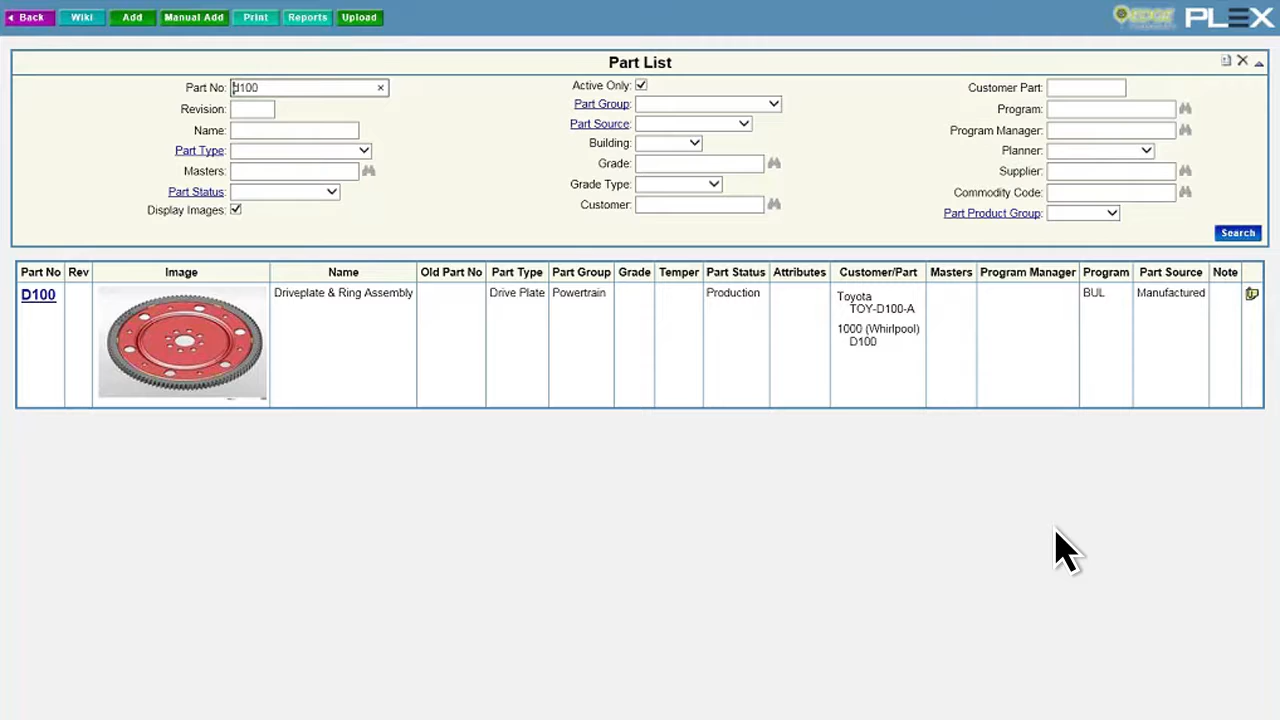 Back Wiki Add Manual Add Print Reports Upload
PLEX
Part List
Part No: d100 ×
Revision:
Name:
Part Type:
Masters:
Part Status:
Display Images:
Active Only:
Part Group:
Part Source:
Building:
Grade:
Grade Type:
Customer:
Customer Part:
Program:
Program Manager:
Planner:
Supplier:
Commodity Code:
Part Product Group:
Search
Part No Rev Image Name Old Part No Part Type Part Group Grade Temper Part Status Attributes Customer/Part Masters Program Manager Program Part Source Note
D100 Driveplate & Ring Assembly Drive Plate Powertrain Production Toyota BUL Manufactured
TOY-D100-A
1000 (Whirlpool)
D100